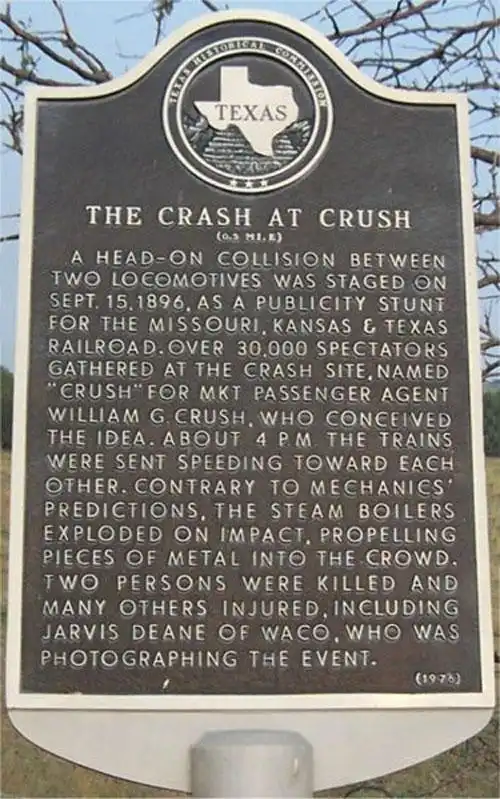 TEXAS HISTORICAL COMMISSION
TEXAS
THE CRASH AT CRUSH
(0.5 MILE)
A HEAD-ON COLLISION BETWEEN
TWO LOCOMOTIVES WAS STAGED ON
SEPT. 15, 1896, AS A PUBLICITY STUNT
FOR THE MISSOURI, KANSAS & TEXAS
RAILROAD. OVER 30,000 SPECTATORS
GATHERED AT THE CRASH SITE, NAMED
"CRUSH" FOR MKT PASSENGER AGENT
WILLIAM G. CRUSH, WHO CONCEIVED
THE IDEA. ABOUT 4 P M THE TRAINS
WERE SENT SPEEDING TOWARD EACH
OTHER. CONTRARY TO MECHANICS'
PREDICTIONS, THE STEAM BOILERS
EXPLODED ON IMPACT, PROPELLING
PIECES OF METAL INTO THE CROWD.
TWO PERSONS WERE KILLED AND
MANY OTHERS INJURED, INCLUDING
JARVIS DEANE OF WACO, WHO WAS
PHOTOGRAPHING THE EVENT.
(1976)